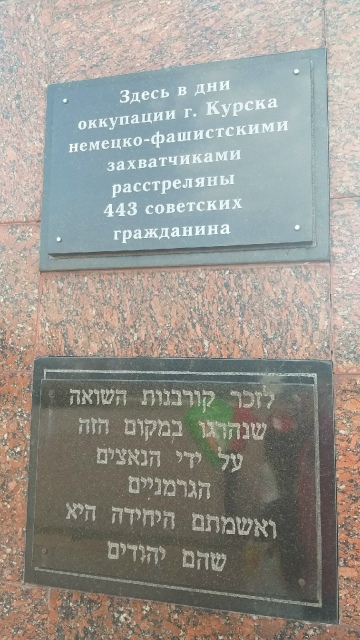 Здесь в дни
оккупации г. Курска
немецко-фашистскими
захватчиками
расстреляны
443 советских
гражданина
לזכר קורבנות השואה
שנהרגו במקום הזה
על ידי הנאצים
הגרמניים
ואשמתם היחידה היא
שהם יהודים